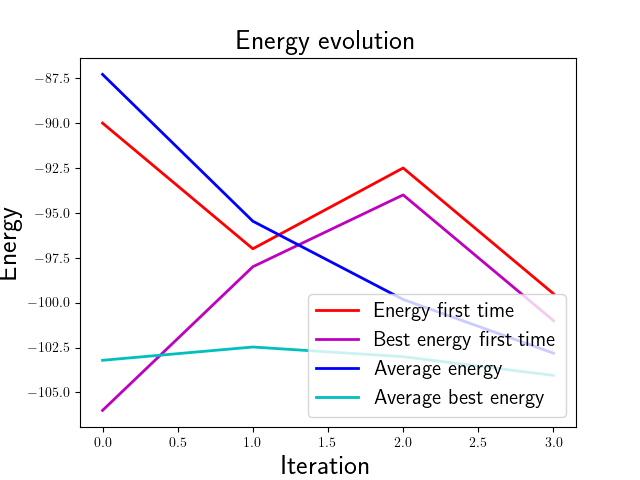 Energy evolution
−87.5
−90.0
−92.5
−95.0
−97.5
−100.0
−102.5
−105.0
Energy
Energy first time
Best energy first time
Average energy
Average best energy
0.0 0.5 1.0 1.5 2.0 2.5 3.0
Iteration